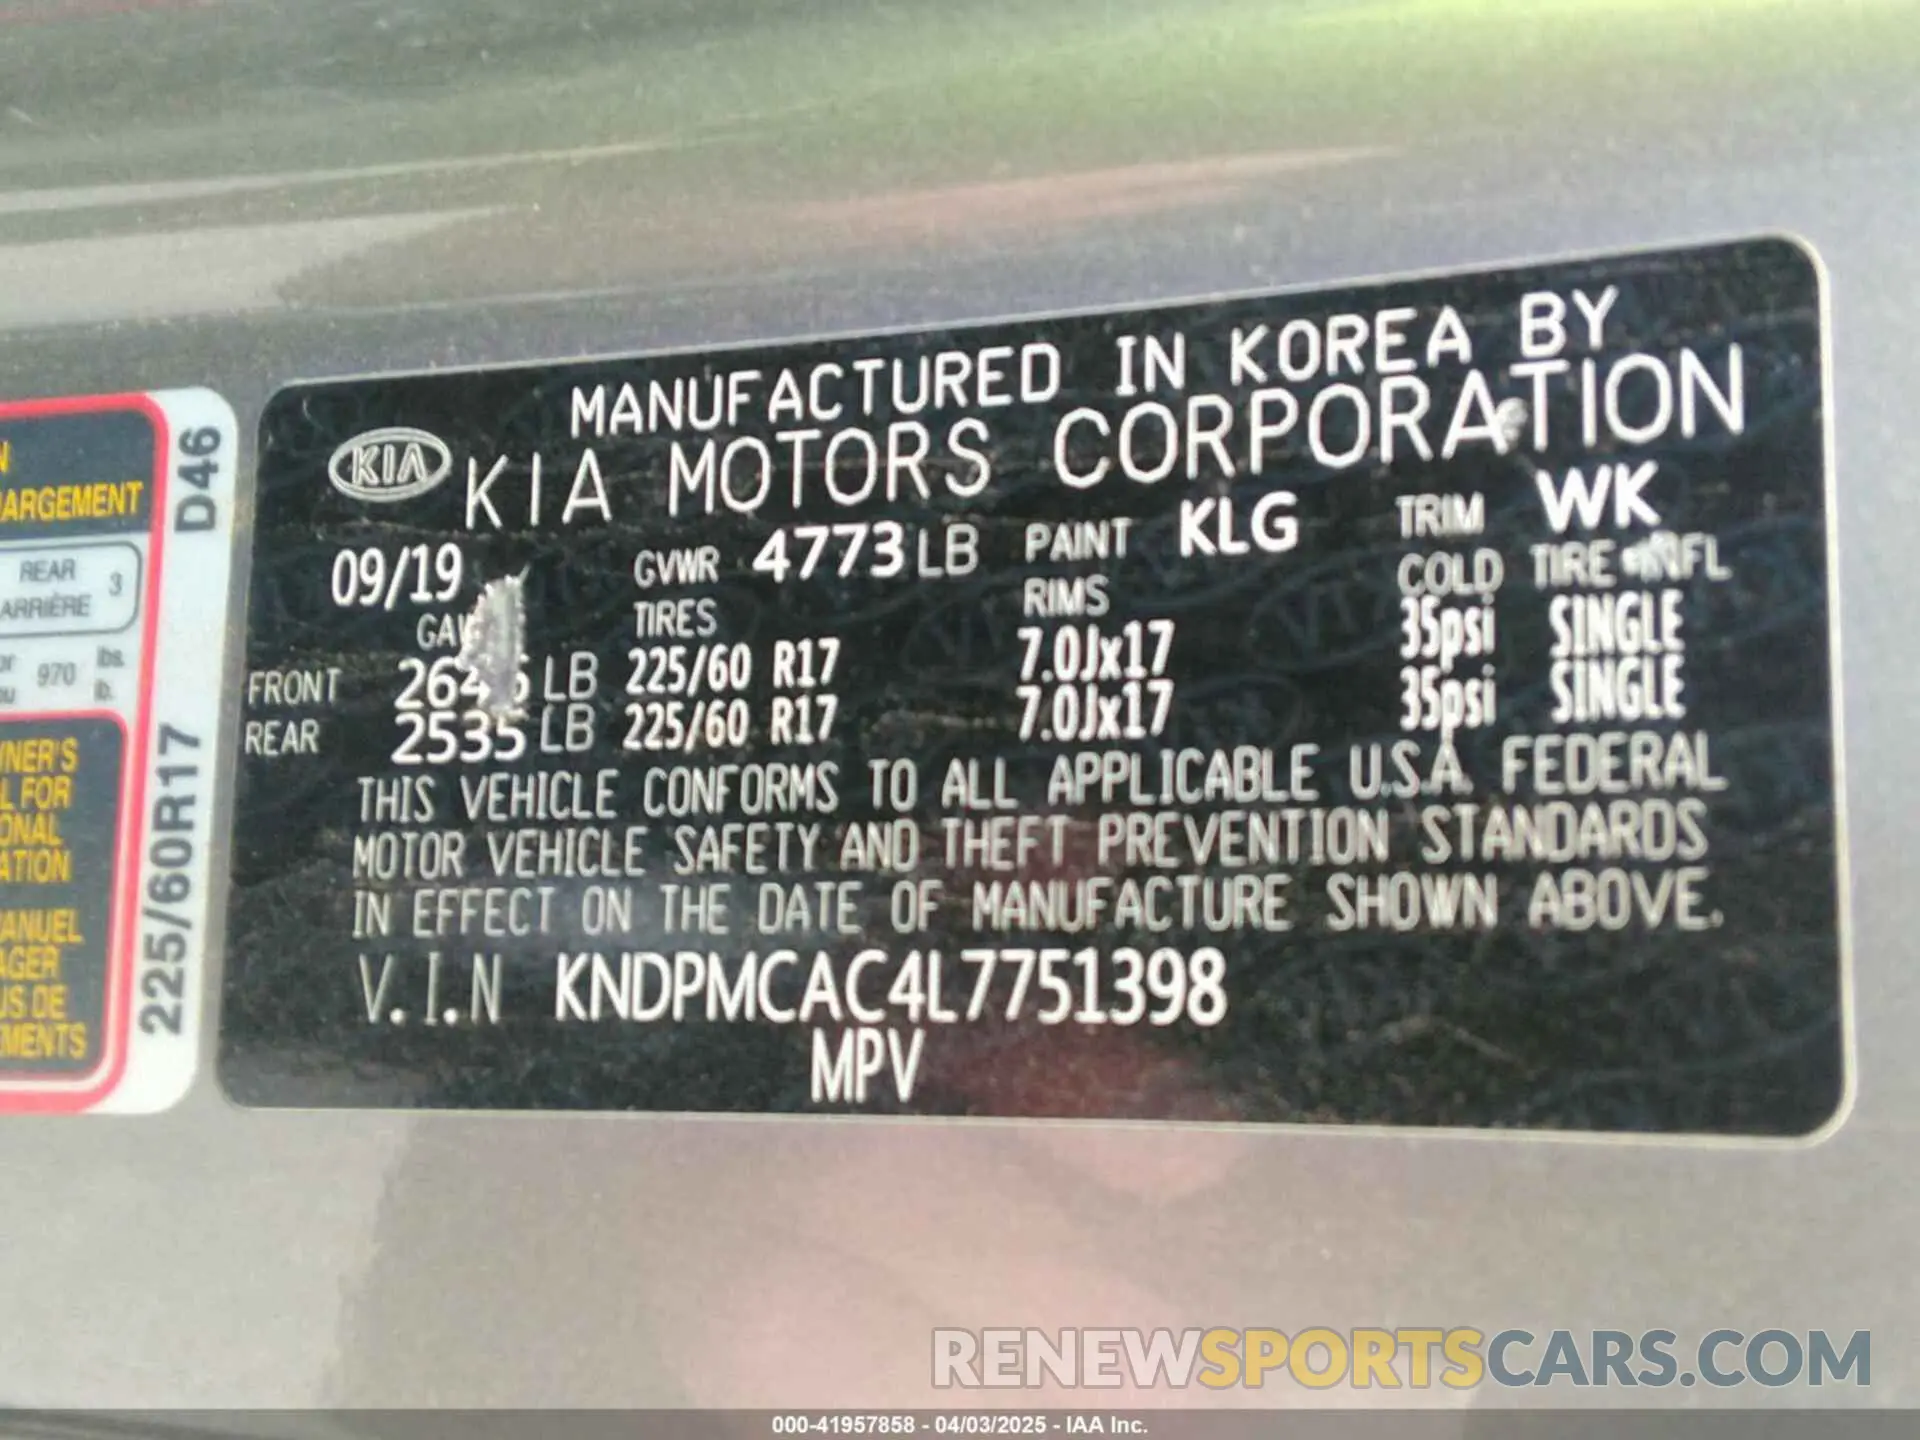 MANUFACTURED IN KOREA BY
KIA KIA MOTORS CORPORATION
09/19 GVWR 4773 LB PAINT KLG TRIM WK
TIRES RIMS COLD TIRE
FRONT LB 225/60 R17 7.0Jx17 35psi SINGLE
REAR 2535 LB 225/60 R17 7.0Jx17 35psi SINGLE
THIS VEHICLE CONFORMS TO ALL APPLICABLE U.S.A. FEDERAL
MOTOR VEHICLE SAFETY AND THEFT PREVENTION STANDARDS
IN EFFECT ON THE DATE OF MANUFACTURE SHOWN ABOVE.
V.I.N KNDPMCAC4L7751398
MPV
REAR
ARRIÈRE 3
970 lbs.
lb.
225/60R17 D46
RENEWSPORTSCARS.COM
000-41957858 - 04/03/2025 - IAA Inc.